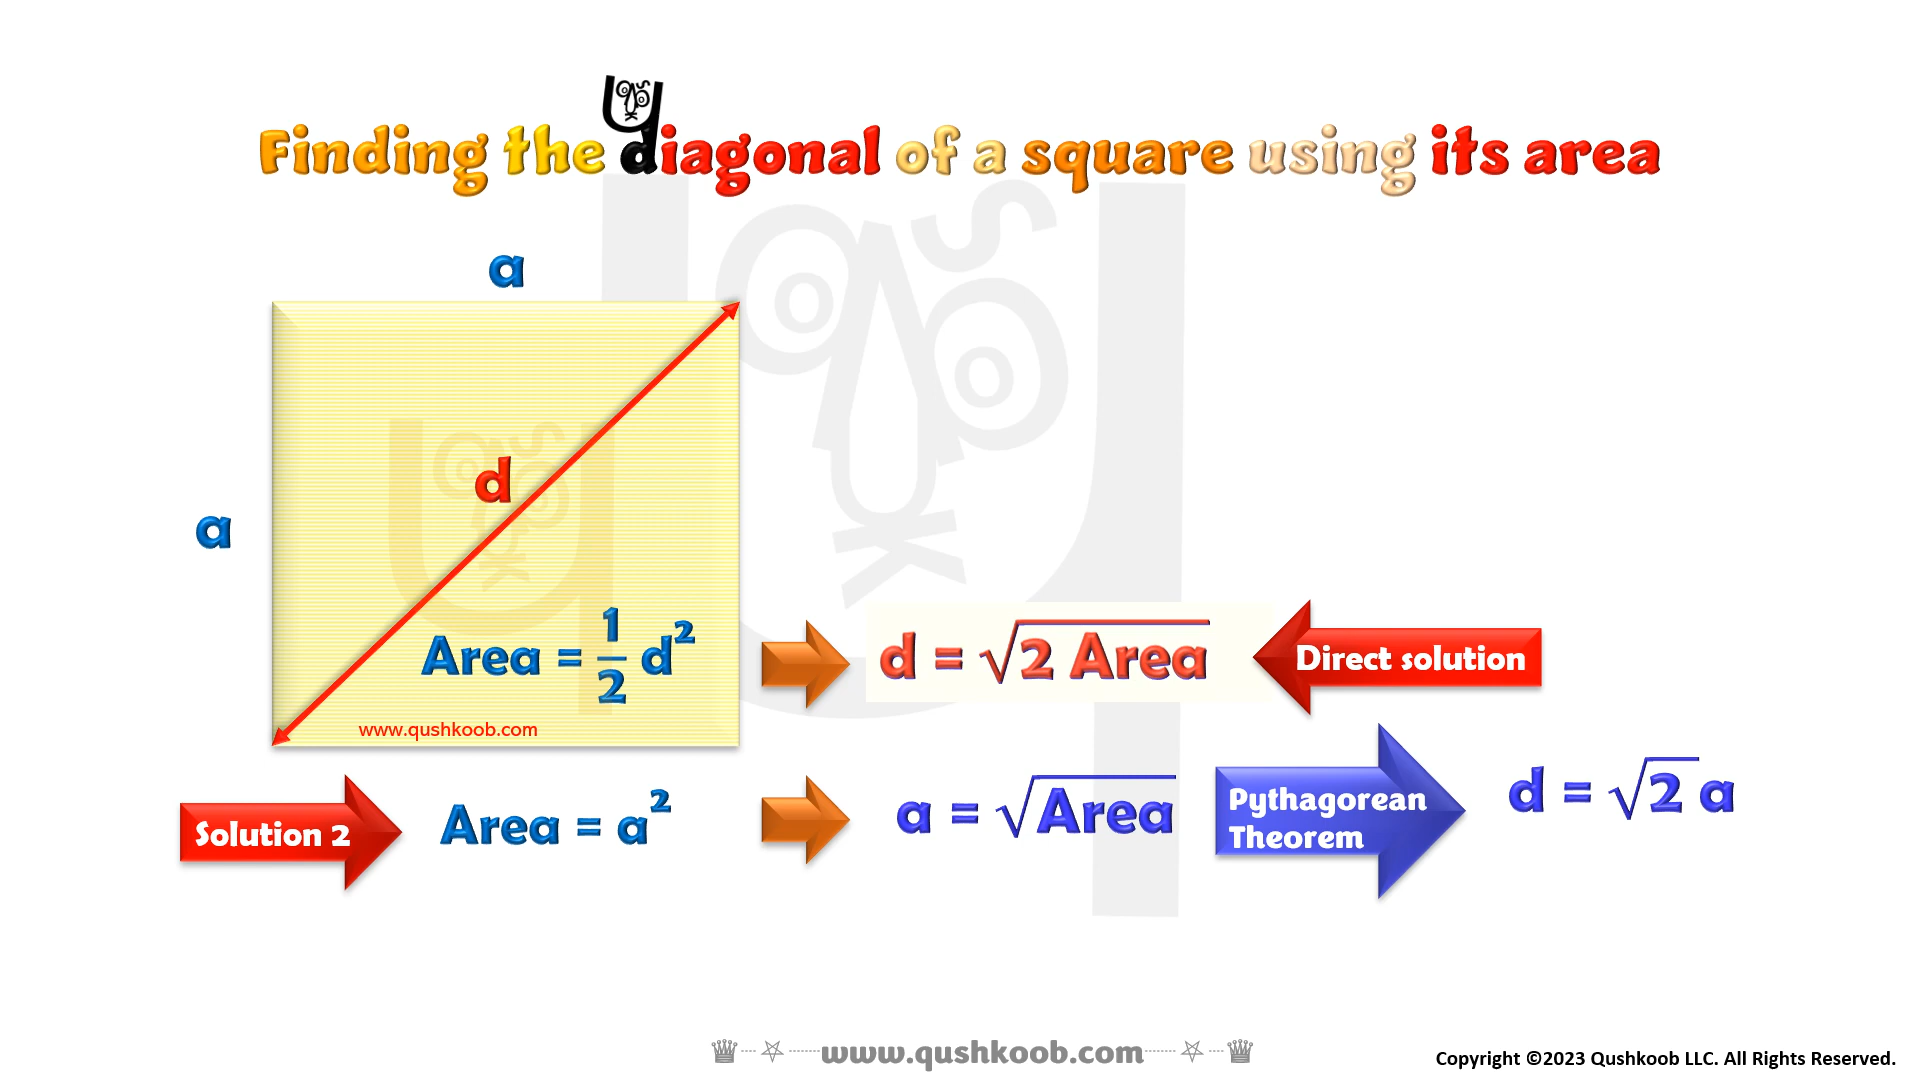 Finding the diagonal of a square using its area
a
a
d
Area = 1/2 d²
www.qushkoob.com
d = √2 Area
Direct solution
Solution 2
Area = a²
a = √Area
Pythagorean
Theorem
d = √2 a
www.qushkoob.com
Copyright ©2023 Qushkoob LLC. All Rights Reserved.